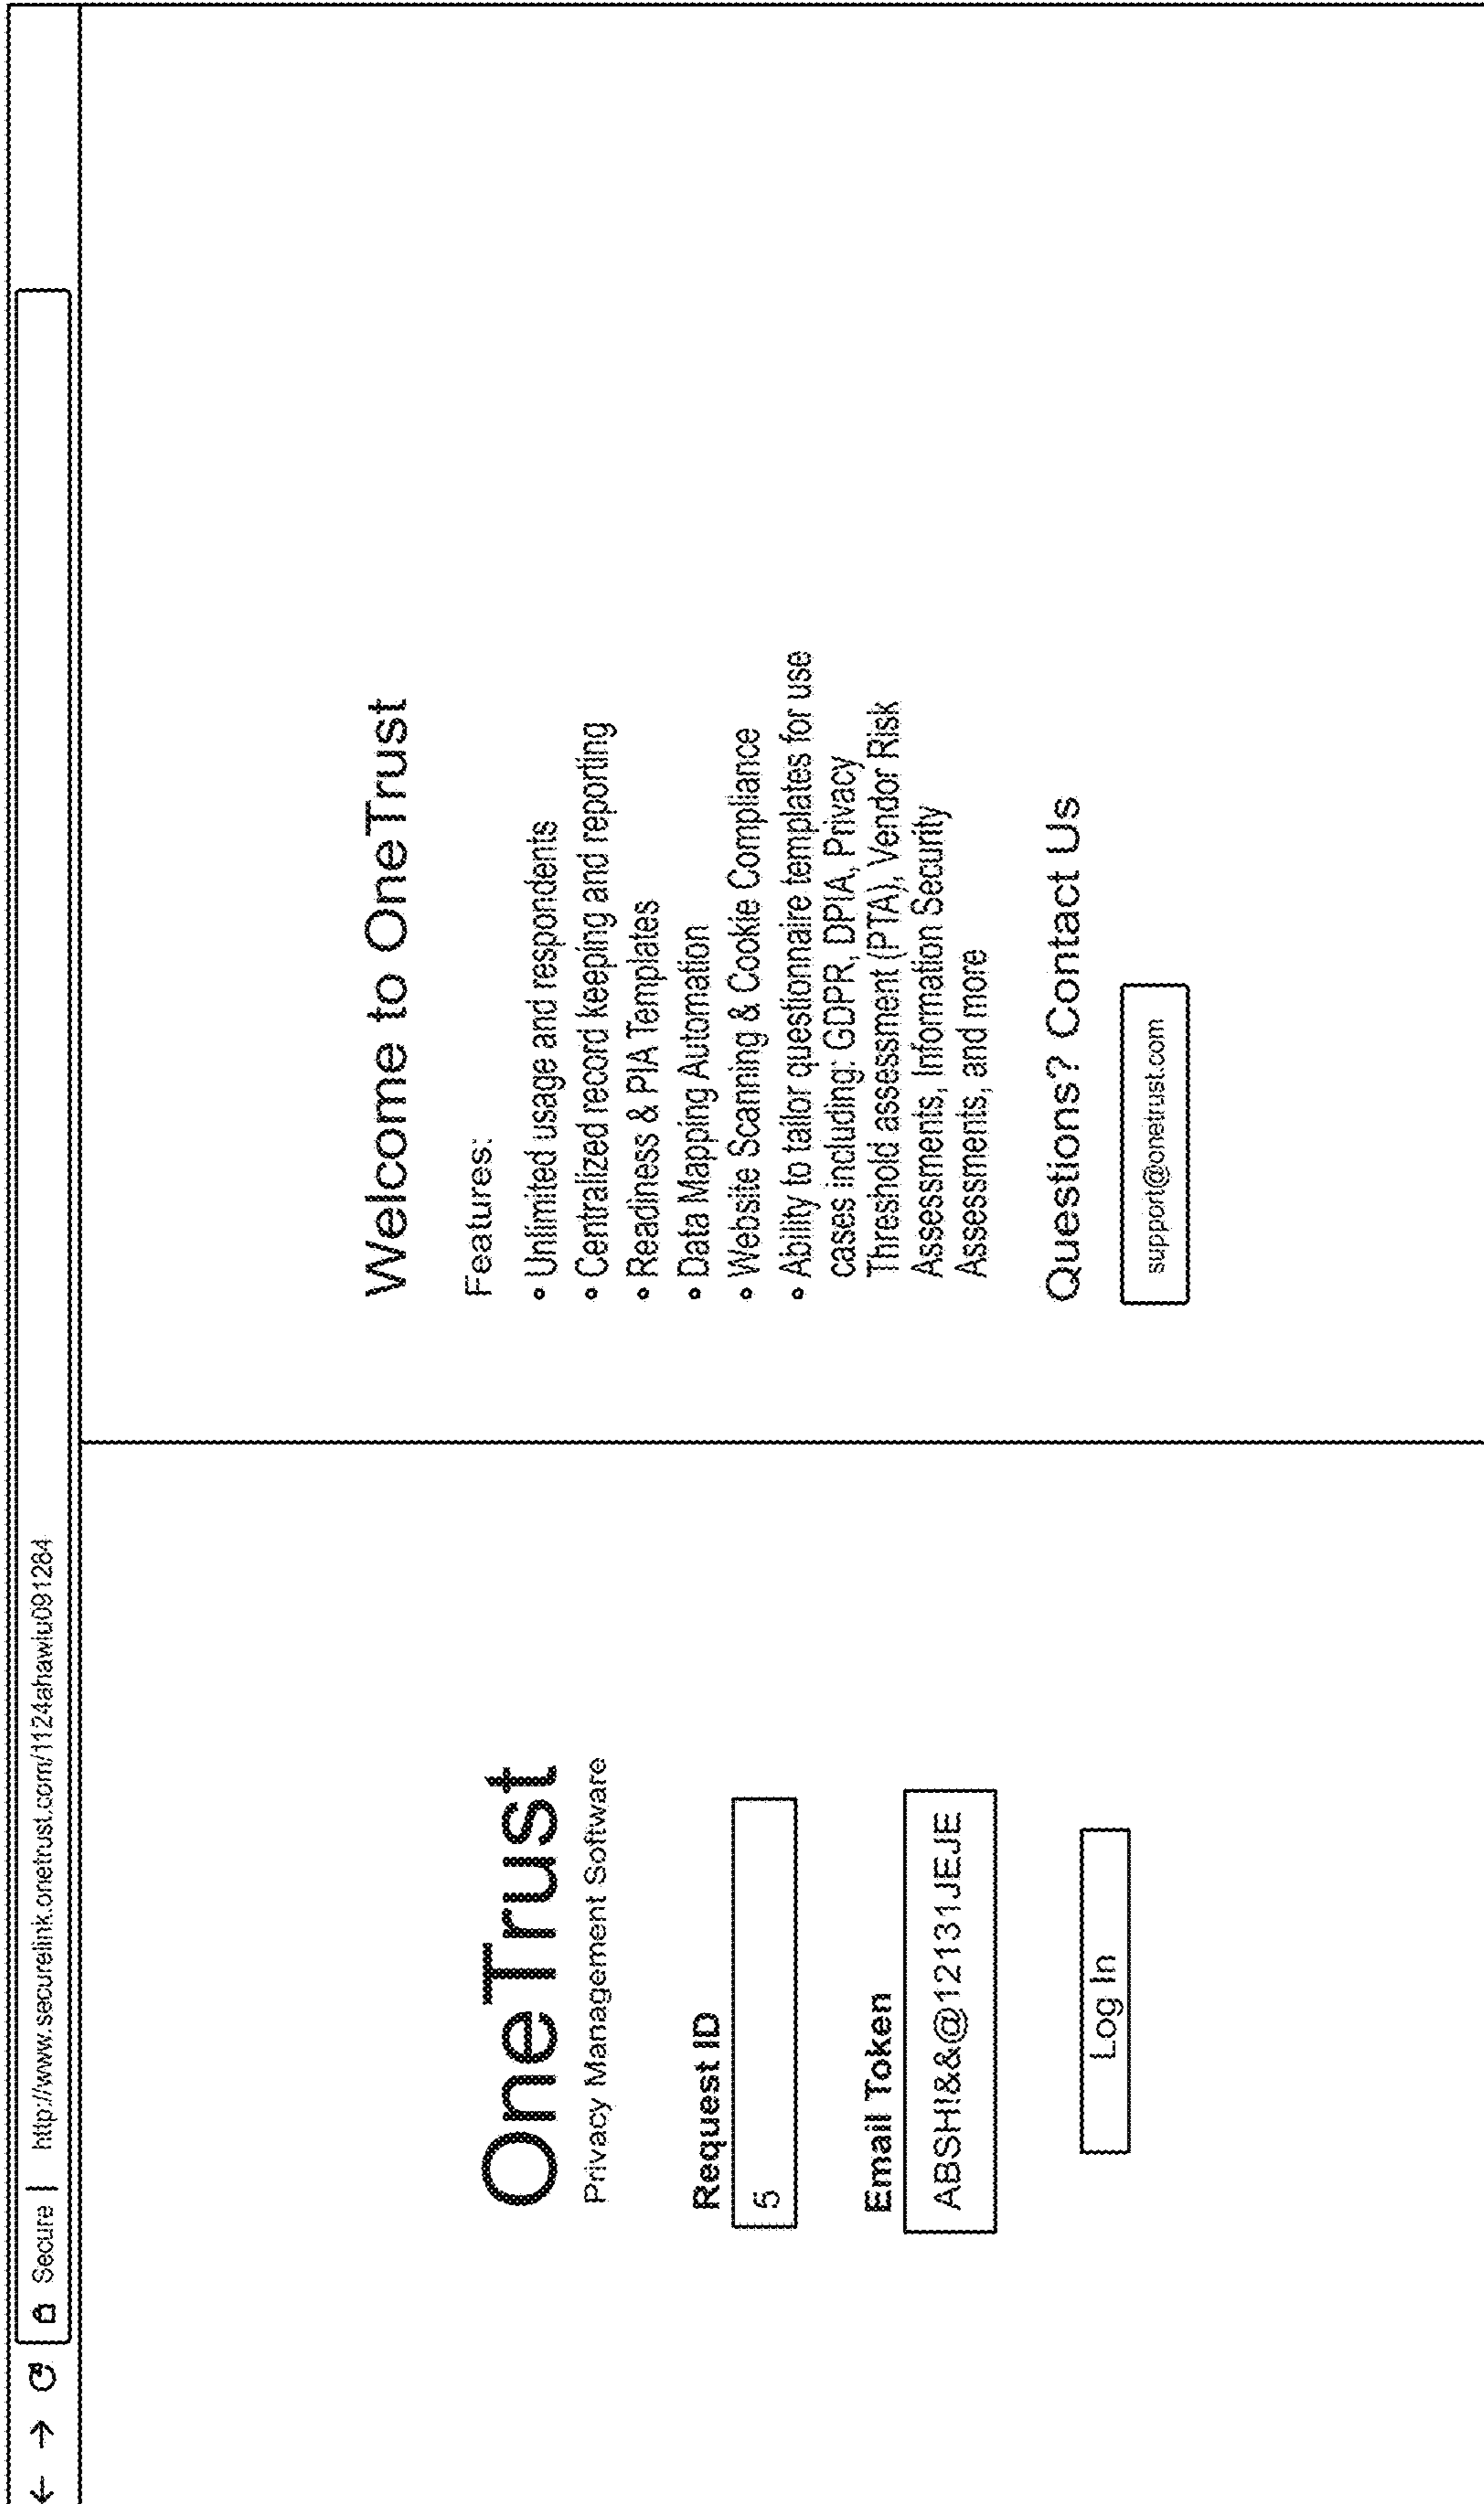 Secure | http://www.securelink.onetrust.com/1124ahawiu091284
OneTrust
Privacy Management Software
Request ID
5
Email Token
ABSHI&&@12131JEJE
Log In
Welcome to OneTrust
Features:
• Unlimited usage and respondents
• Centralized record keeping and reporting
• Readiness & PIA Templates
• Data Mapping Automation
• Website Scanning & Cookie Compliance
• Ability to tailor questionnaire templates for use
cases including: GDPR, DPIA, Privacy
Threshold assessment (PTA), Vendor Risk
Assessments, Information Security
Assessments, and more
Questions? Contact Us
support@onetrust.com